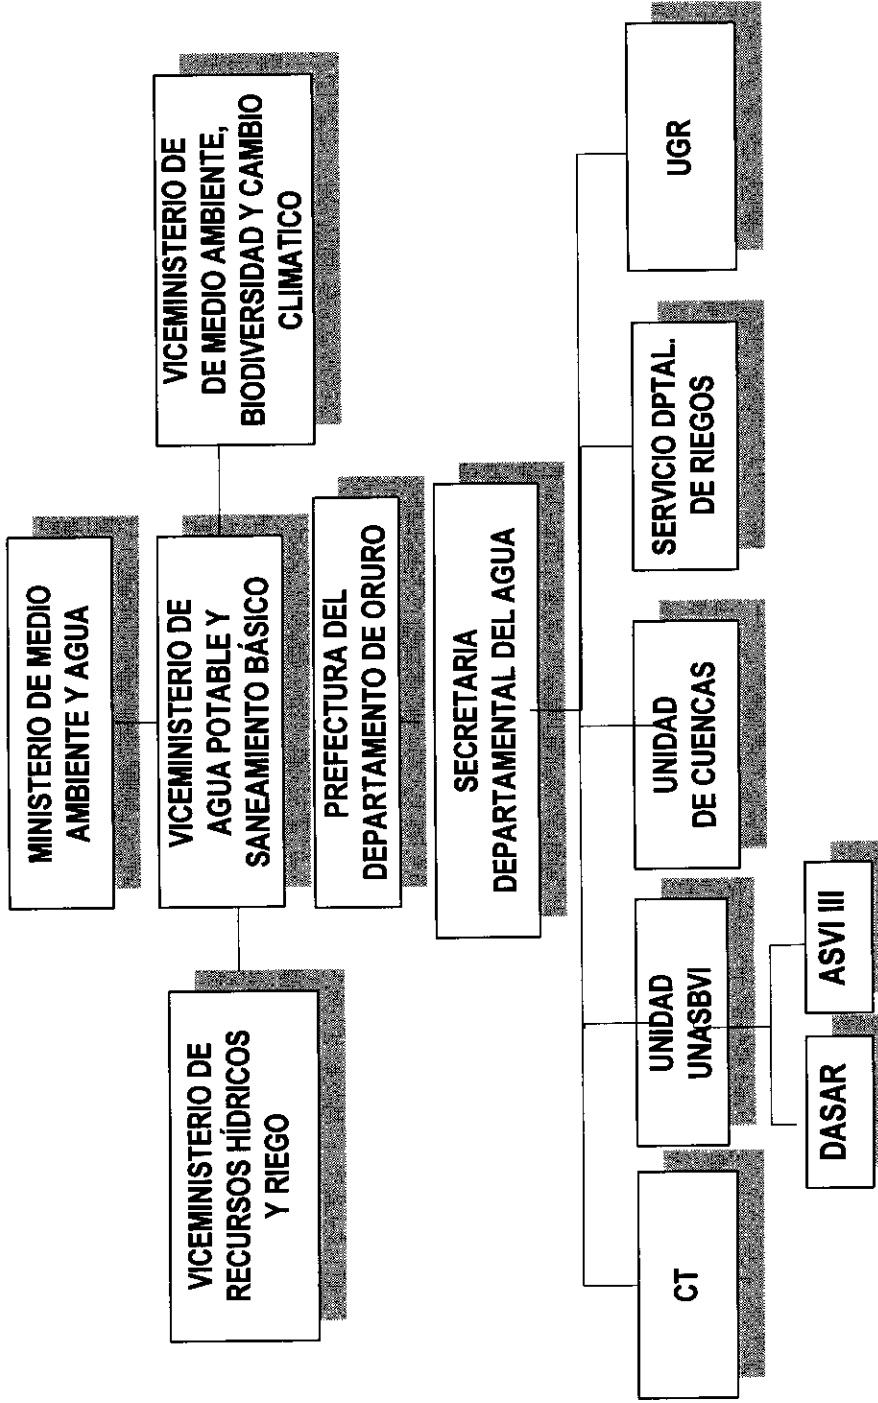 MINISTERIO DE MEDIO
AMBIENTE Y AGUA
VICEMINISTERIO DE
RECURSOS HÍDRICOS
Y RIEGO
VICEMINISTERIO DE
AGUA POTABLE Y
SANEAMIENTO BÁSICO
VICEMINISTERIO DE
DE MEDIO AMBIENTE,
BIODIVERSIDAD Y CAMBIO
CLIMATICO
PREFECTURA DEL
DEPARTAMENTO DE ORURO
SECRETARIA
DEPARTAMENTAL DEL AGUA
CT
UNIDAD
UNASBVI
UNIDAD
DE CUENCAS
SERVICIO DPTAL.
DE RIEGOS
UGR
DASAR
ASVI III